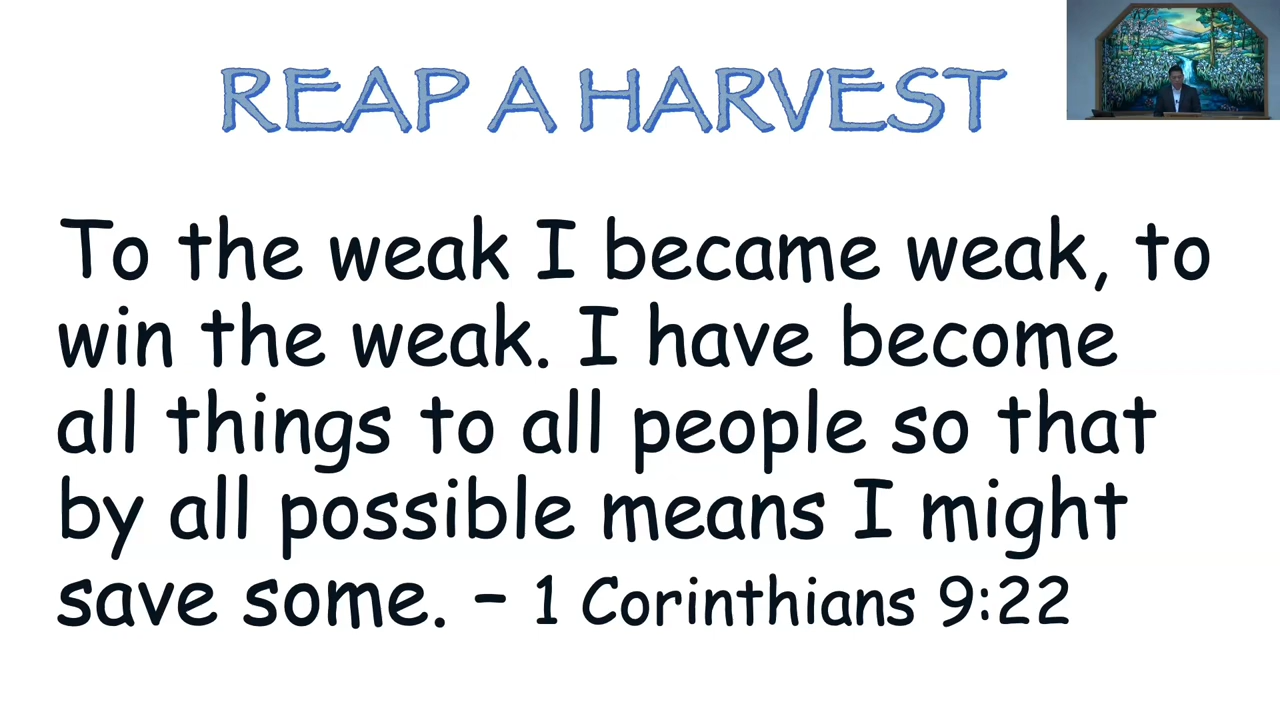 REAP A HARVEST
To the weak I became weak, to
win the weak. I have become
all things to all people so that
by all possible means I might
save some. – 1 Corinthians 9:22